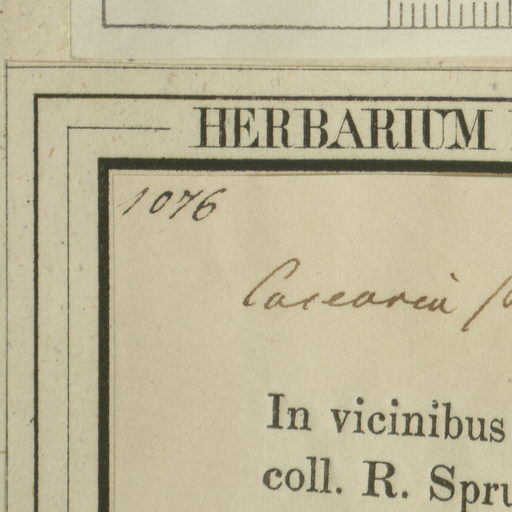 HERBARIUM
1076
Casearia
In vicinibus
coll. R. Spru